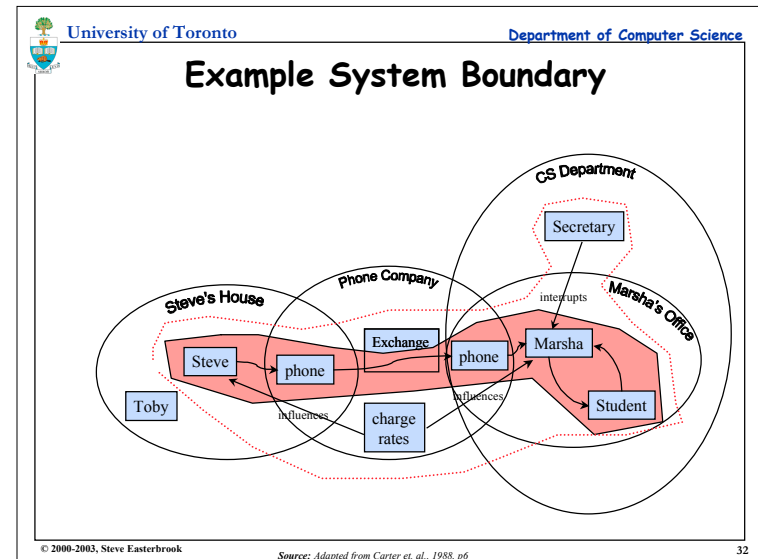 University of Toronto
Department of Computer Science
Example System Boundary
CS Department
Secretary
Phone Company
Steve's House
interrupts
Marsha's Office
Exchange
Marsha
phone
Steve
phone
Toby
influences
influences
charge
rates
Student
© 2000-2003, Steve Easterbrook
Source: Adapted from Carter et. al., 1988, p6
32